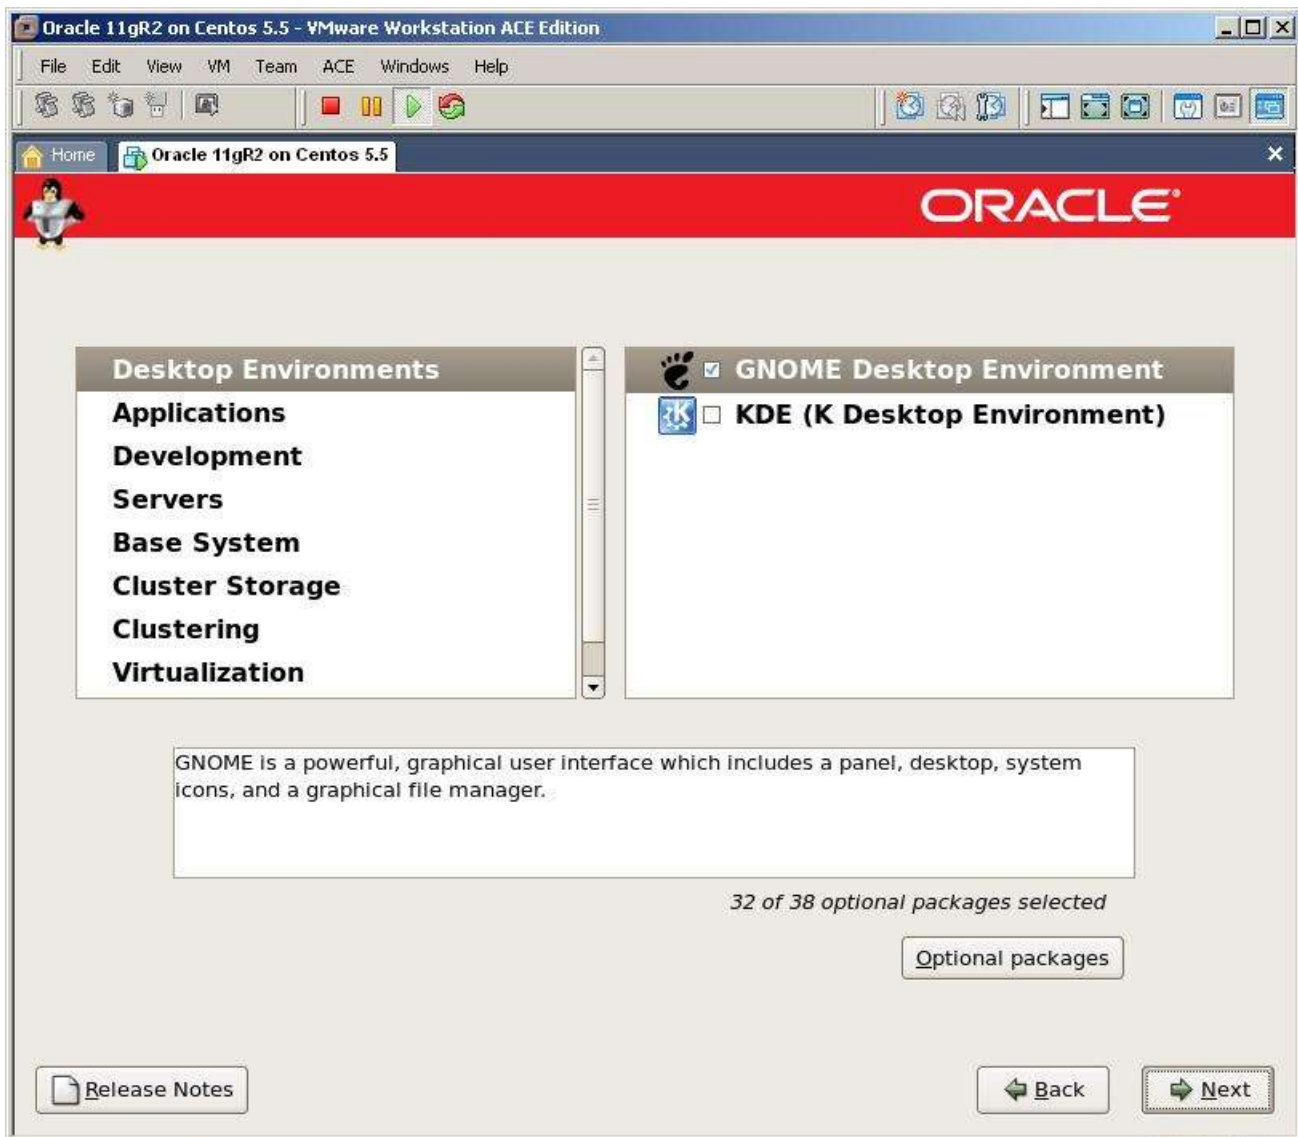 Oracle 11gR2 on Centos 5.5 - VMware Workstation ACE Edition
File Edit View VM Team ACE Windows Help
Home Oracle 11gR2 on Centos 5.5
ORACLE
Desktop Environments
Applications
Development
Servers
Base System
Cluster Storage
Clustering
Virtualization
GNOME Desktop Environment
KDE (K Desktop Environment)
GNOME is a powerful, graphical user interface which includes a panel, desktop, system
icons, and a graphical file manager.
32 of 38 optional packages selected
Optional packages
Release Notes Back Next